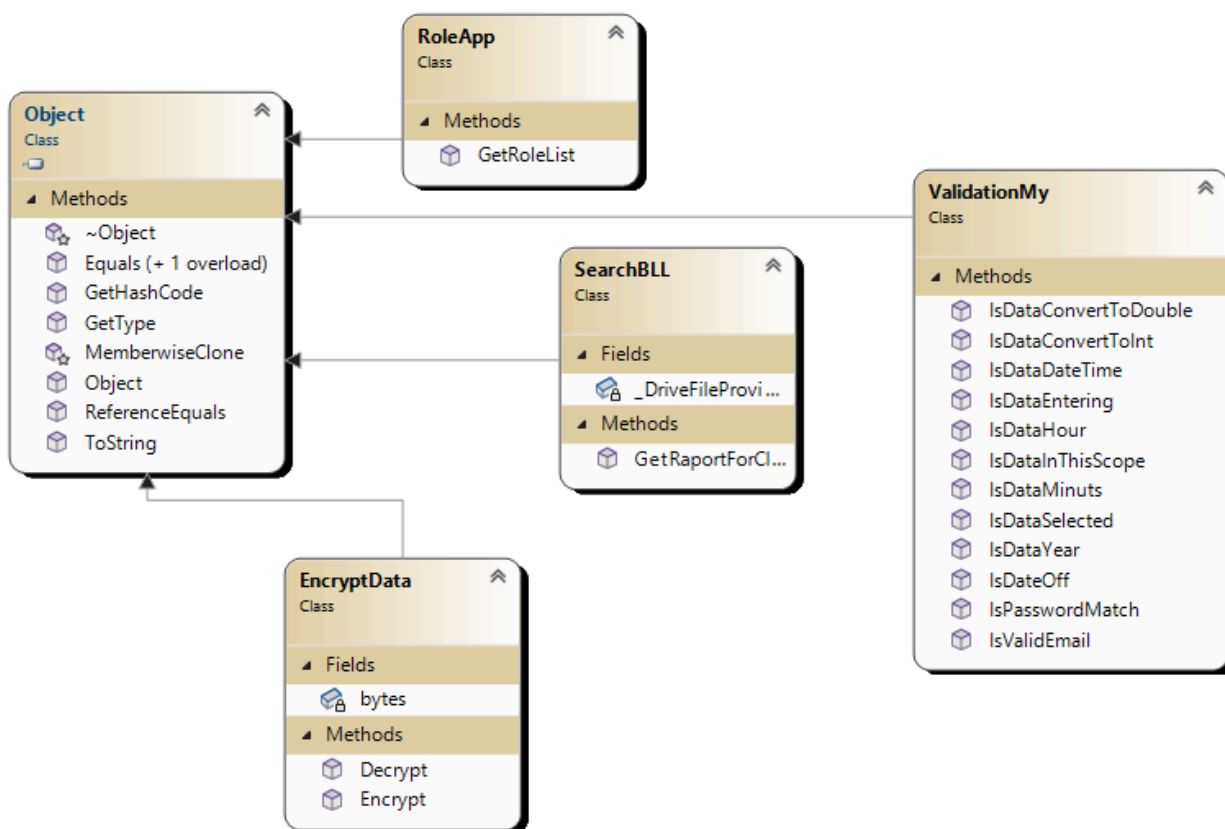 RoleApp
Class
Methods
GetRoleList
Object
Class
Methods
~Object
Equals (+ 1 overload)
GetHashCode
GetType
MemberwiseClone
Object
ReferenceEquals
ToString
SearchBLL
Class
Fields
_DriveFileProvi...
Methods
GetRaportForCl...
ValidationMy
Class
Methods
IsDataConvertToDouble
IsDataConvertToInt
IsDataDateTime
IsDataEntering
IsDataHour
IsDataInThisScope
IsDataMinuts
IsDataSelected
IsDataYear
IsDateOff
IsPasswordMatch
IsValidEmail
EncryptData
Class
Fields
bytes
Methods
Decrypt
Encrypt